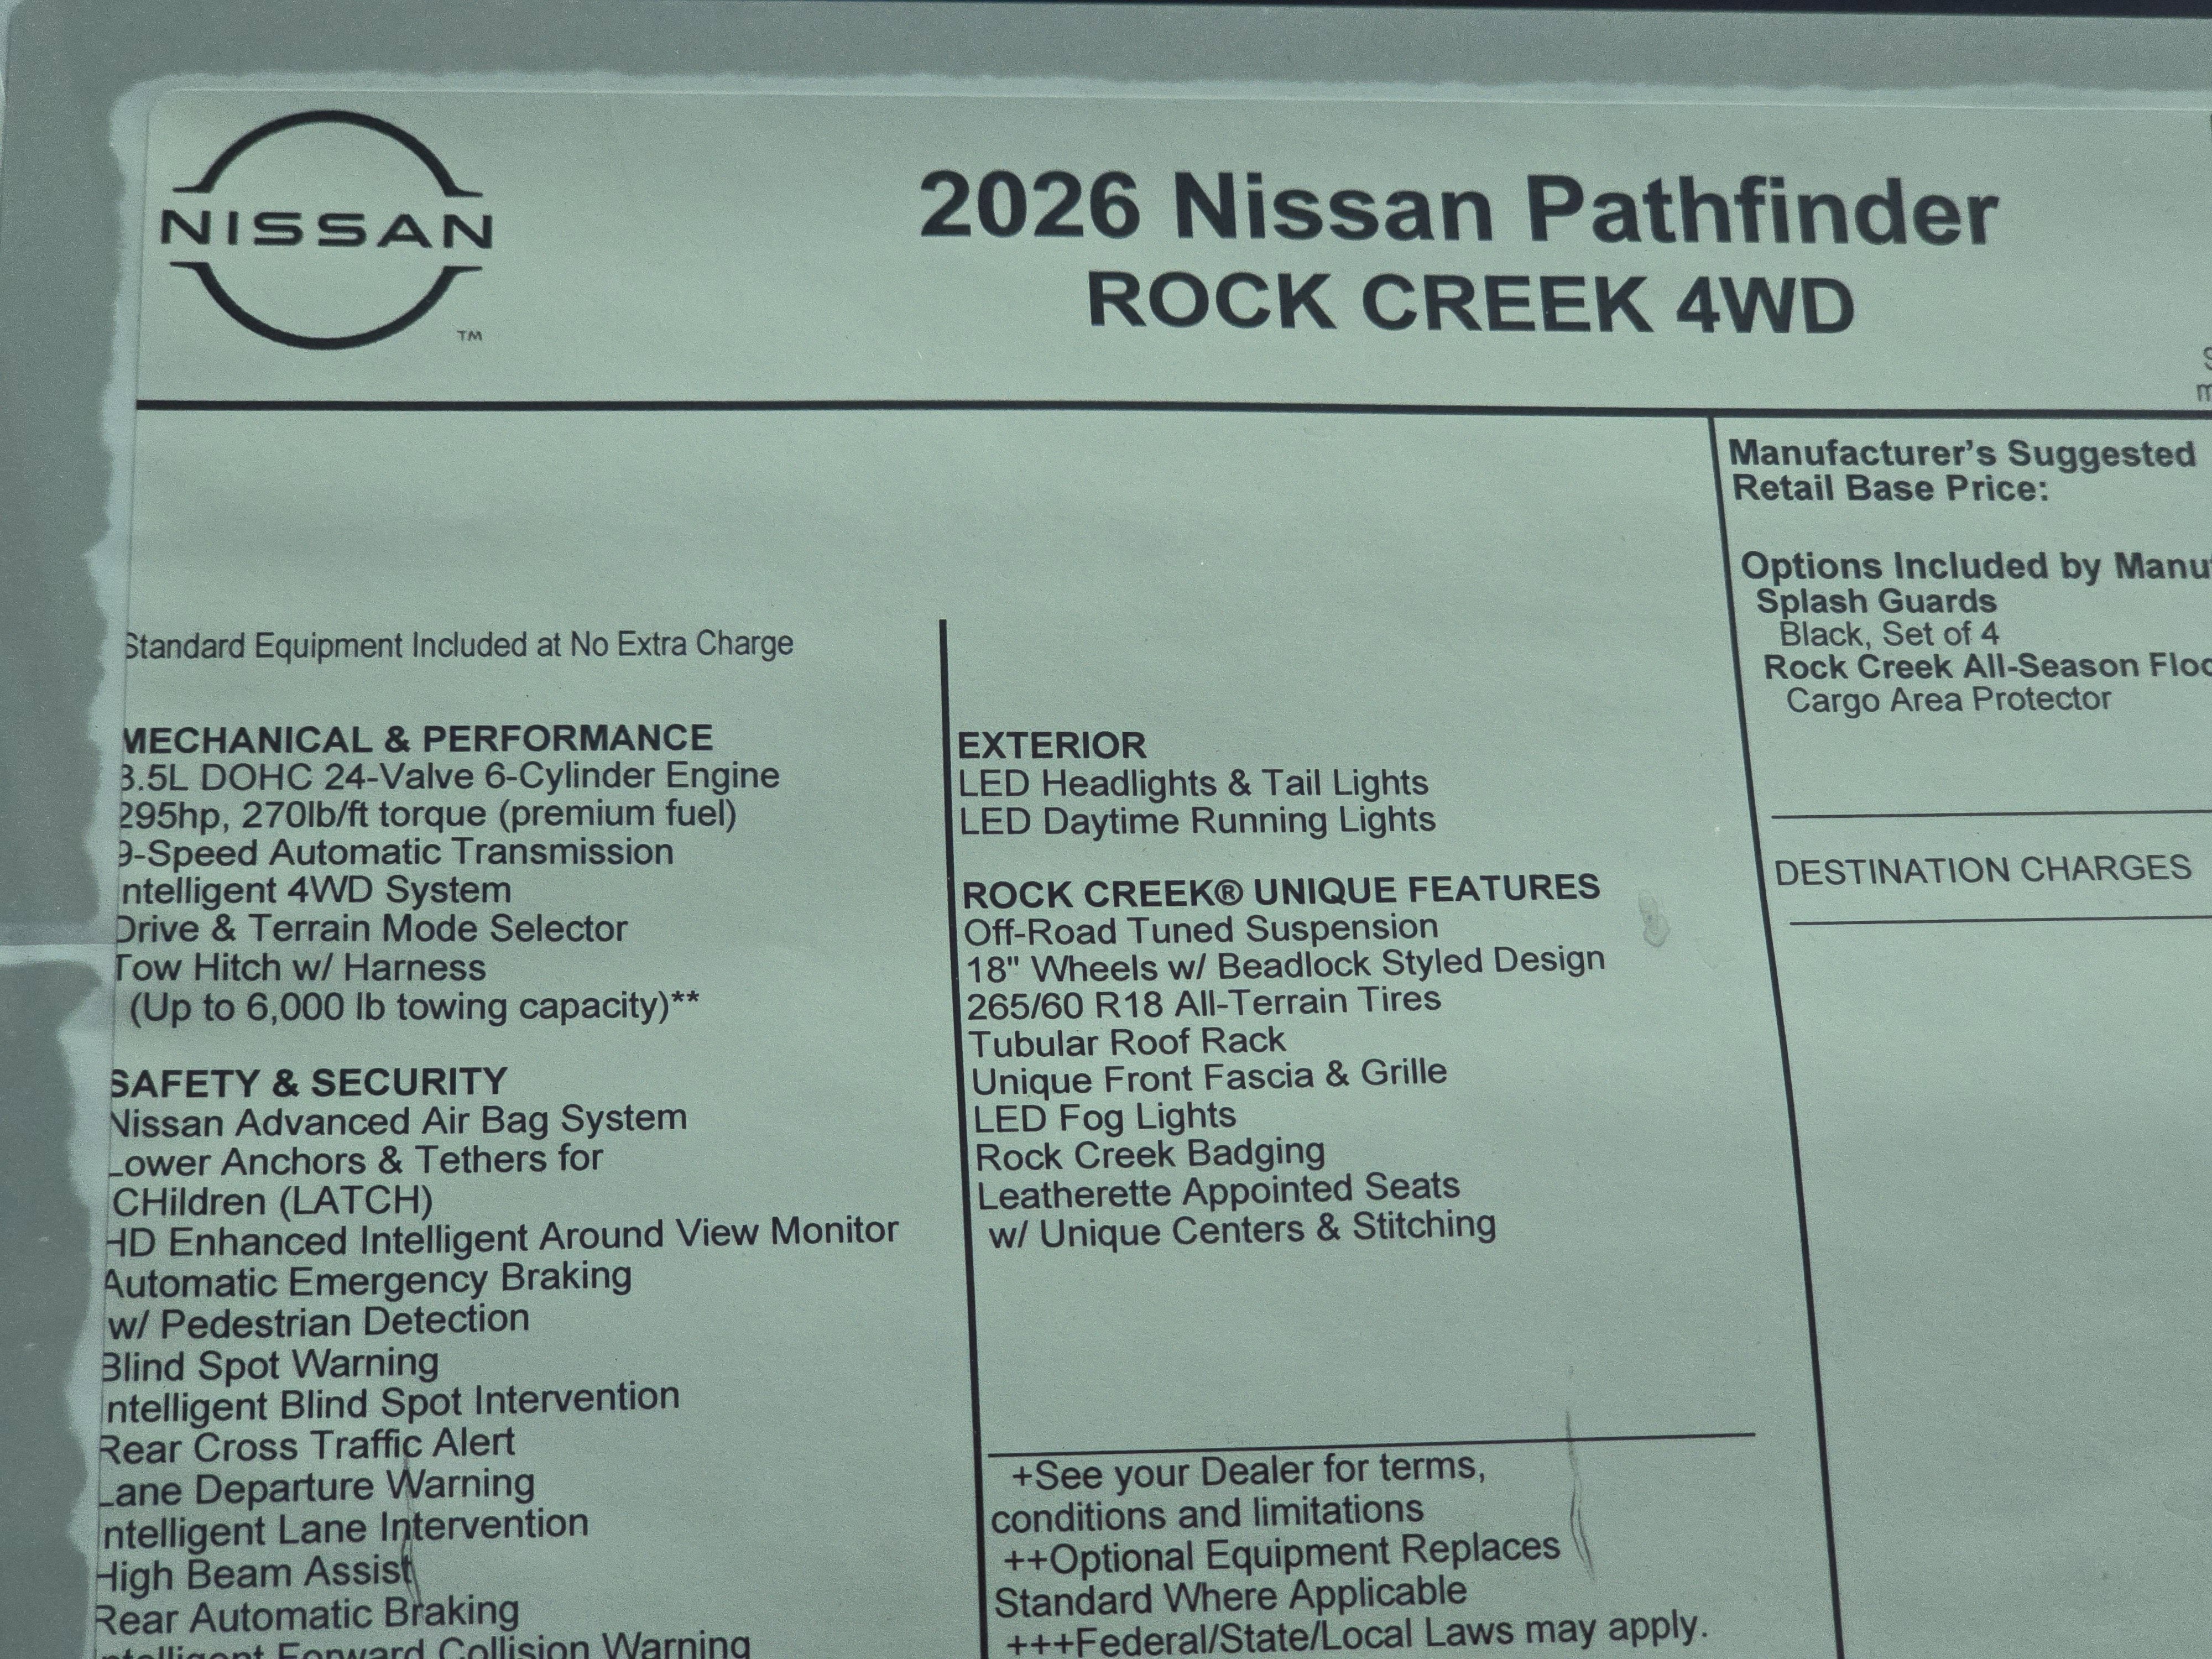 NISSAN
TM
2026 Nissan Pathfinder
ROCK CREEK 4WD
Standard Equipment Included at No Extra Charge
MECHANICAL & PERFORMANCE
3.5L DOHC 24-Valve 6-Cylinder Engine
295hp, 270lb/ft torque (premium fuel)
9-Speed Automatic Transmission
Intelligent 4WD System
Drive & Terrain Mode Selector
Tow Hitch w/ Harness
(Up to 6,000 lb towing capacity)**
SAFETY & SECURITY
Nissan Advanced Air Bag System
Lower Anchors & Tethers for
CHildren (LATCH)
HD Enhanced Intelligent Around View Monitor
Automatic Emergency Braking
w/ Pedestrian Detection
Blind Spot Warning
Intelligent Blind Spot Intervention
Rear Cross Traffic Alert
Lane Departure Warning
Intelligent Lane Intervention
High Beam Assist
Rear Automatic Braking
Intelligent Forward Collision Warning
EXTERIOR
LED Headlights & Tail Lights
LED Daytime Running Lights
ROCK CREEK® UNIQUE FEATURES
Off-Road Tuned Suspension
18" Wheels w/ Beadlock Styled Design
265/60 R18 All-Terrain Tires
Tubular Roof Rack
Unique Front Fascia & Grille
LED Fog Lights
Rock Creek Badging
Leatherette Appointed Seats
w/ Unique Centers & Stitching
+See your Dealer for terms,
conditions and limitations
++Optional Equipment Replaces
Standard Where Applicable
+++Federal/State/Local Laws may apply.
Manufacturer's Suggested
Retail Base Price:
Options Included by Manu
Splash Guards
Black, Set of 4
Rock Creek All-Season Floo
Cargo Area Protector
DESTINATION CHARGES